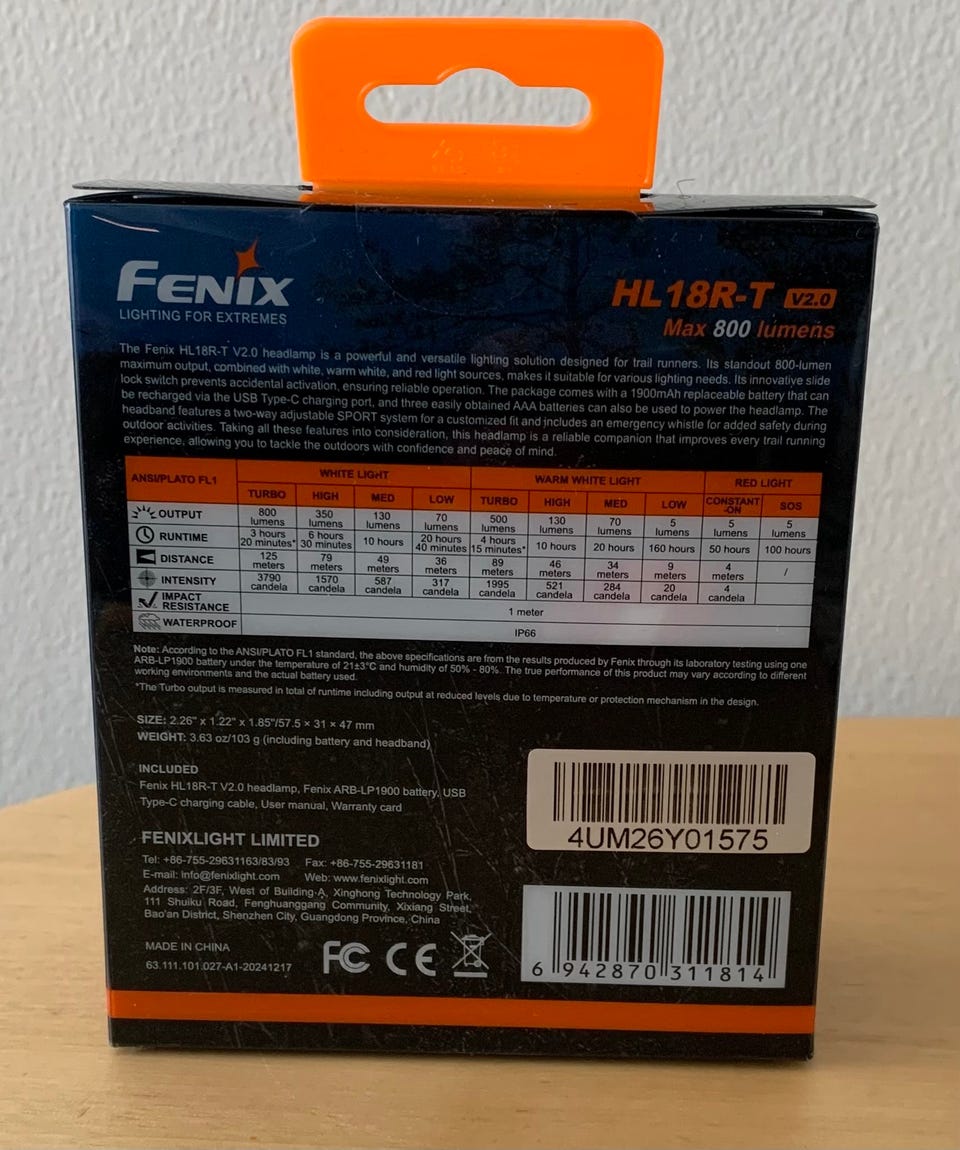 FENIX
LIGHTING FOR EXTREMES
HL18R-T V2.0
Max 800 lumens
The Fenix HL18R-T V2.0 headlamp is a powerful and versatile lighting solution designed for trail runners. Its standout 800-lumen
maximum output, combined with white, warm white, and red light sources, makes it suitable for various lighting needs. Its innovative slide
lock switch prevents accidental activation, ensuring reliable operation. The package comes with a 1900mAh replaceable battery that can
be recharged via the USB Type-C charging port, and three easily obtained AAA batteries can also be used to power the headlamp. The
headband features a two-way adjustable SPORT system for a customized fit and includes an emergency whistle for added safety during
outdoor activities. Taking all these features into consideration, this headlamp is a reliable companion that improves every trail running
experience, allowing you to tackle the outdoors with confidence and peace of mind.
ANSI/PLATO FL1 WHITE LIGHT WARM WHITE LIGHT RED LIGHT
TURBO HIGH MED LOW TURBO HIGH MED LOW CONSTANT-ON SOS
OUTPUT 800 lumens 350 lumens 130 lumens 70 lumens 500 lumens 130 lumens 70 lumens 5 lumens 5 lumens 5 lumens
RUNTIME 3 hours 20 minutes* 6 hours 30 minutes 10 hours 20 hours 40 minutes 4 hours 15 minutes* 10 hours 20 hours 160 hours 50 hours 100 hours
DISTANCE 125 meters 79 meters 49 meters 36 meters 89 meters 46 meters 34 meters 9 meters 4 meters /
INTENSITY 3790 candela 1570 candela 587 candela 317 candela 1995 candela 521 candela 284 candela 20 candela 4 candela
IMPACT RESISTANCE 1 meter
WATERPROOF IP66
Note: According to the ANSI/PLATO FL1 standard, the above specifications are from the results produced by Fenix through its laboratory testing using one
ARB-LP1900 battery under the temperature of 21±3°C and humidity of 50% - 80%. The true performance of this product may vary according to different
working environments and the actual battery used.
*The Turbo output is measured in total of runtime including output at reduced levels due to temperature or protection mechanism in the design.
SIZE: 2.26" x 1.22" x 1.85"/57.5 × 31 × 47 mm
WEIGHT: 3.63 oz/103 g (including battery and headband)
INCLUDED
Fenix HL18R-T V2.0 headlamp, Fenix ARB-LP1900 battery, USB
Type-C charging cable, User manual, Warranty card
FENIXLIGHT LIMITED
Tel: +86-755-29631163/83/93 Fax: +86-755-29631181
E-mail: Info@fenixlight.com Web: www.fenixlight.com
Address: 2F/3F, West of Building A, Xinghong Technology Park,
111 Shuiku Road, Fenghuanggang Community, Xixiang Street,
Bao'an District, Shenzhen City, Guangdong Province, China
MADE IN CHINA
63.111.101.027-A1-20241217
FC CE
4UM26Y01575
6 942870 311814